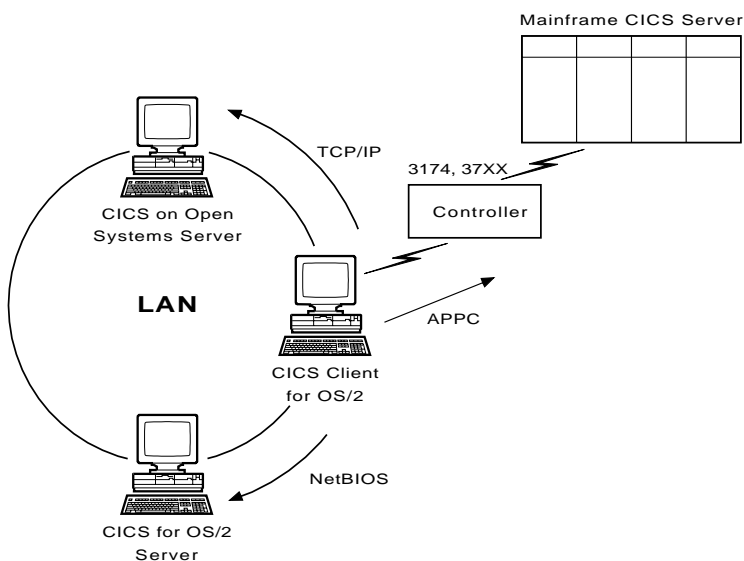 Mainframe CICS Server
TCP/IP
3174, 37XX
Controller
CICS on Open
Systems Server
LAN
APPC
CICS Client
for OS/2
NetBIOS
CICS for OS/2
Server